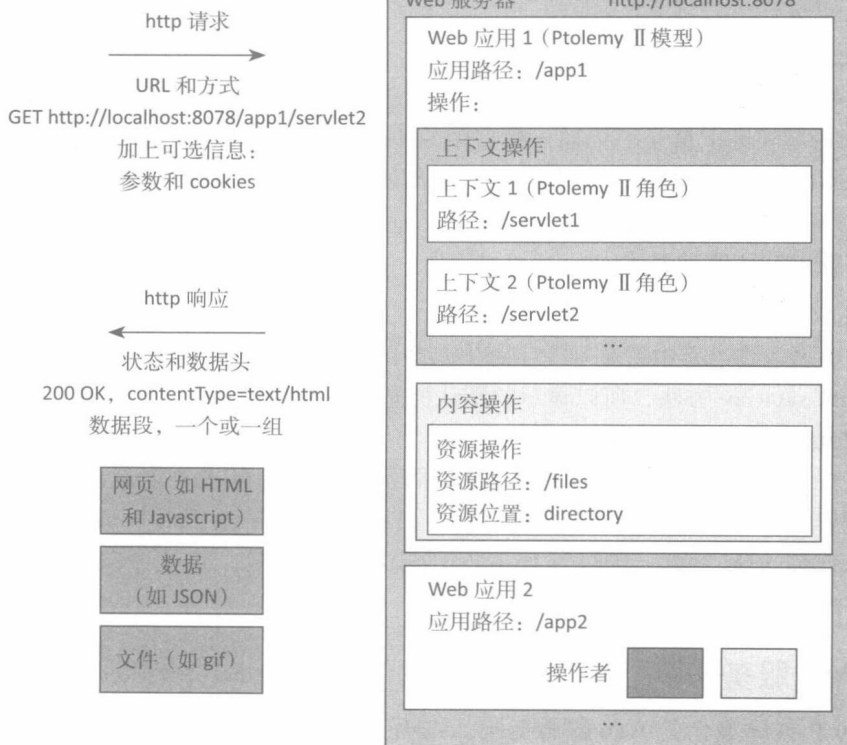 http 请求
URL 和方式
GET http://localhost:8078/app1/servlet2
加上可选信息：
参数和 cookies
http 响应
状态和数据头
200 OK，contentType=text/html
数据段，一个或一组
网页（如 HTML
和 Javascript）
数据
（如 JSON）
文件（如 gif）
Web 服务器 http://localhost:8078
Web 应用 1（Ptolemy Ⅱ模型）
应用路径：/app1
操作：
上下文操作
上下文 1（Ptolemy Ⅱ角色）
路径：/servlet1
上下文 2（Ptolemy Ⅱ角色）
路径：/servlet2
…
内容操作
资源操作
资源路径：/files
资源位置：directory
Web 应用 2
应用路径：/app2
操作者
…